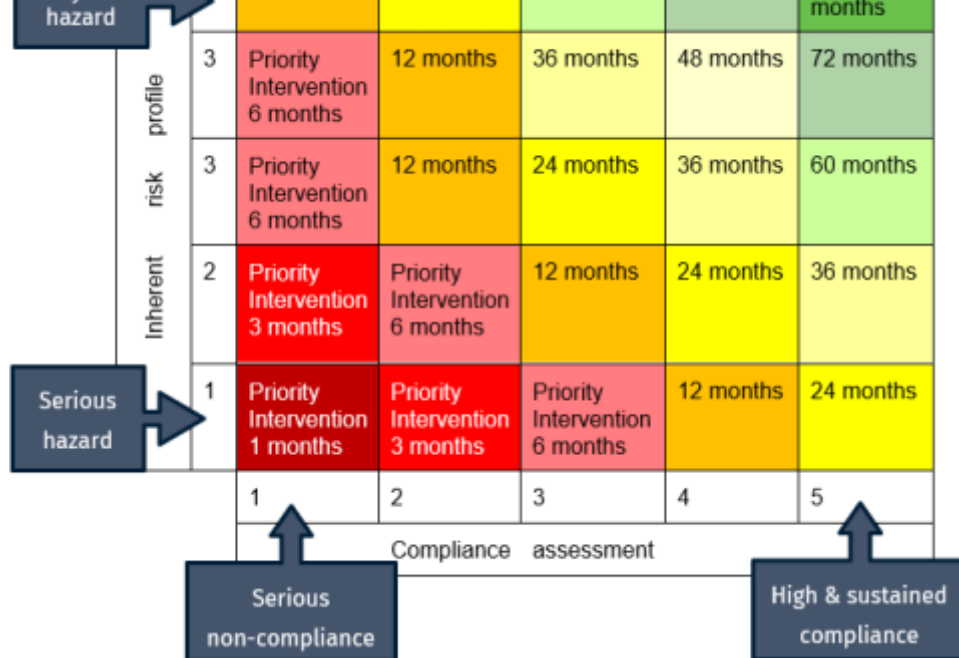 hazard
months
3 Priority 12 months 36 months 48 months 72 months
Intervention
6 months
3 Priority 12 months 24 months 36 months 60 months
Intervention
6 months
2 Priority Priority 12 months 24 months 36 months
Intervention Intervention
3 months 6 months
1 Priority Priority Priority 12 months 24 months
Intervention Intervention Intervention
1 months 3 months 6 months
Inherent risk profile
Serious
hazard
1 2 3 4 5
Compliance assessment
Serious
non-compliance
High & sustained
compliance